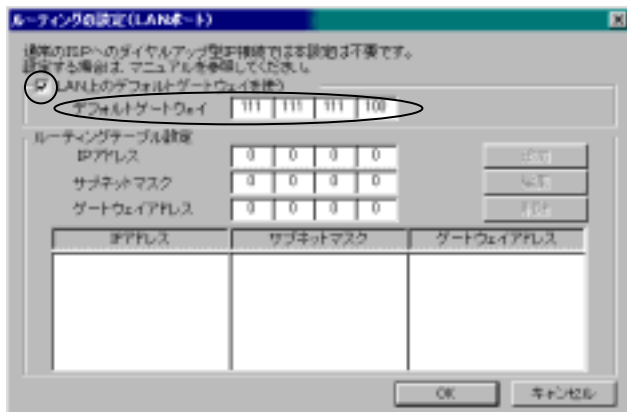 ルーティングの設定(LANポート)
通常のISPへのダイヤルアップ型IP接続では本設定は不要です。
設定する場合は、マニュアルを参照してください。
LAN上のデフォルトゲートウェイを使う
デフォルトゲートウェイ 111 111 111 100
ルーティングテーブル設定
IPアドレス 0 0 0 0
サブネットマスク 0 0 0 0
ゲートウェイアドレス 0 0 0 0 削除
IPアドレス サブネットマスク ゲートウェイアドレス
OK キャンセル